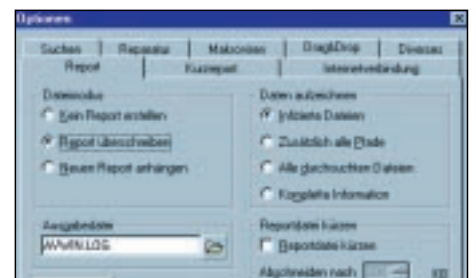 Optionen
Suchen Reparatur Makroviren Drag&Drop Diverses
Report Kurzreport Internetverbindung
Dateimodus
Kein Report erstellen
Report überschreiben
Neuen Report anhängen
Ausgabedatei
AVWIN.LOG
Daten aufzeichnen
Infizierte Dateien
Zusätzlich alle Pfade
Alle durchsuchten Dateien
Komplette Information
Reportdatei kürzen
Reportdatei kürzen
Abschneiden nach KB